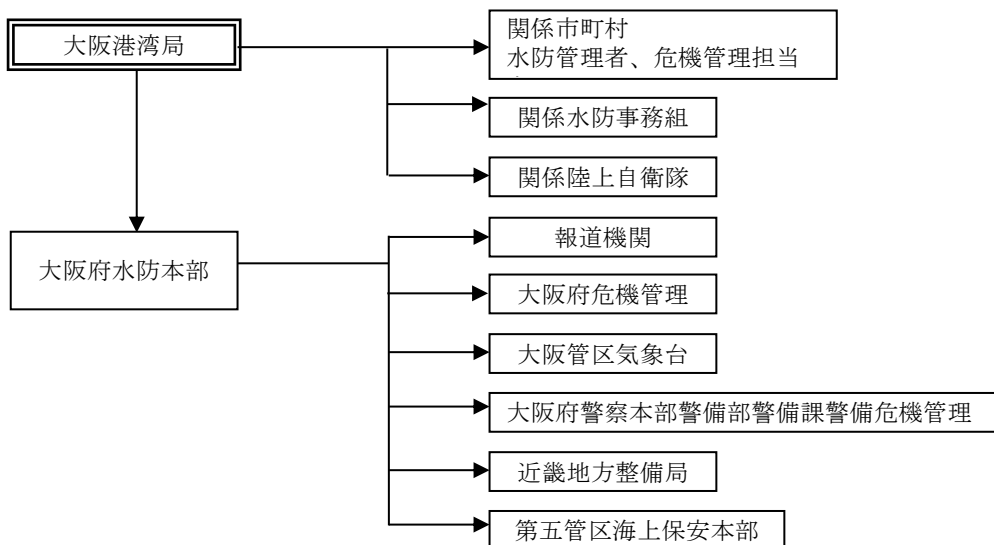 大阪港湾局
関係市町村
水防管理者、危機管理担当
関係水防事務組
関係陸上自衛隊
大阪府水防本部
報道機関
大阪府危機管理
大阪管区気象台
大阪府警察本部警備部警備課警備危機管理
近畿地方整備局
第五管区海上保安本部